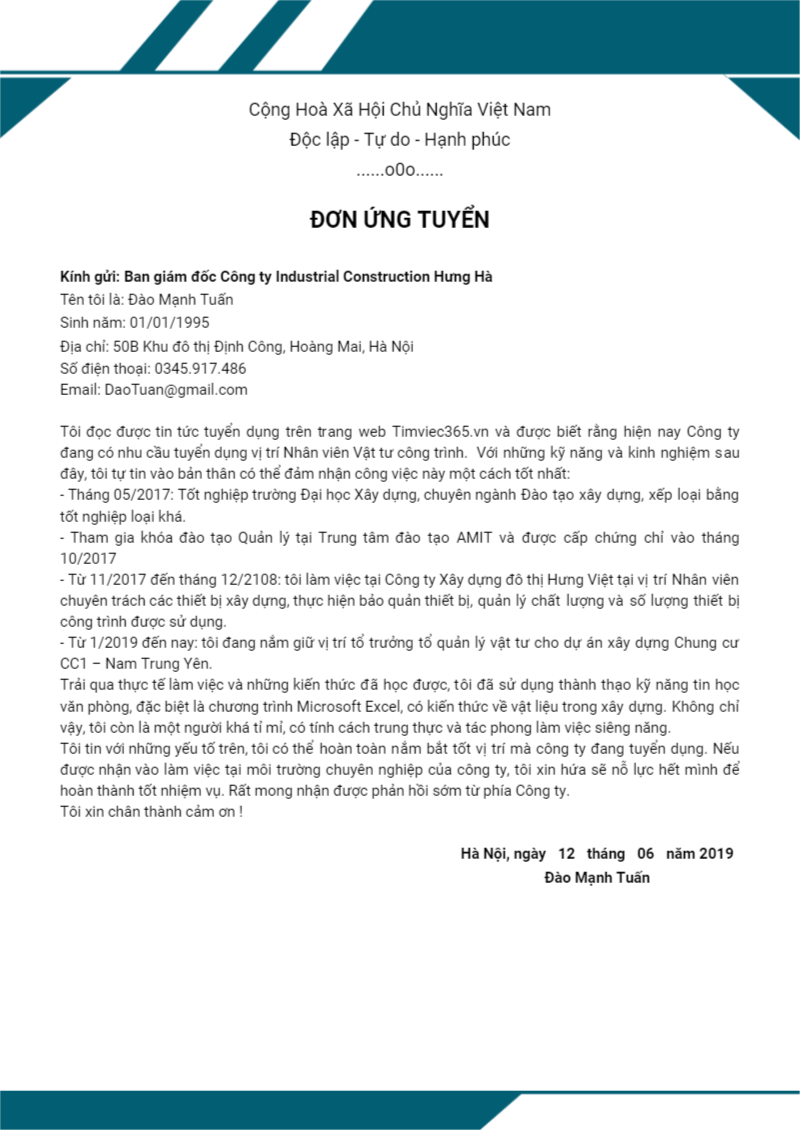 Cộng Hoà Xã Hội Chủ Nghĩa Việt Nam
Độc lập - Tự do - Hạnh phúc
......o0o......
ĐƠN ỨNG TUYỂN
Kính gửi: Ban giám đốc Công ty Industrial Construction Hưng Hà
Tên tôi là: Đào Mạnh Tuấn
Sinh năm: 01/01/1995
Địa chỉ: 50B Khu đô thị Định Công, Hoàng Mai, Hà Nội
Số điện thoại: 0345.917.486
Email: DaoTuan@gmail.com
Tôi đọc được tin tức tuyển dụng trên trang web Timviec365.vn và được biết rằng hiện nay Công ty
đang có nhu cầu tuyển dụng vị trí Nhân viên Vật tư công trình. Với những kỹ năng và kinh nghiệm sau
đây, tôi tự tin vào bản thân có thể đảm nhận công việc này một cách tốt nhất:
- Tháng 05/2017: Tốt nghiệp trường Đại học Xây dựng, chuyên ngành Đào tạo xây dựng, xếp loại bằng
tốt nghiệp loại khá.
- Tham gia khóa đào tạo Quản lý tại Trung tâm đào tạo AMIT và được cấp chứng chỉ vào tháng
10/2017
- Từ 11/2017 đến tháng 12/2108: tôi làm việc tại Công ty Xây dựng đô thị Hưng Việt tại vị trí Nhân viên
chuyên trách các thiết bị xây dựng, thực hiện bảo quản thiết bị, quản lý chất lượng và số lượng thiết bị
công trình được sử dụng.
- Từ 1/2019 đến nay: tôi đang nắm giữ vị trí tổ trưởng tổ quản lý vật tư cho dự án xây dựng Chung cư
CC1 – Nam Trung Yên.
Trải qua thực tế làm việc và những kiến thức đã học được, tôi đã sử dụng thành thạo kỹ năng tin học
văn phòng, đặc biệt là chương trình Microsoft Excel, có kiến thức về vật liệu trong xây dựng. Không chỉ
vậy, tôi còn là một người khá tỉ mỉ, có tính cách trung thực và tác phong làm việc siêng năng.
Tôi tin với những yếu tố trên, tôi có thể hoàn toàn nắm bắt tốt vị trí mà công ty đang tuyển dụng. Nếu
được nhận vào làm việc tại môi trường chuyên nghiệp của công ty, tôi xin hứa sẽ nỗ lực hết mình để
hoàn thành tốt nhiệm vụ. Rất mong nhận được phản hồi sớm từ phía Công ty.
Tôi xin chân thành cảm ơn !
Hà Nội, ngày 12 tháng 06 năm 2019
Đào Mạnh Tuấn